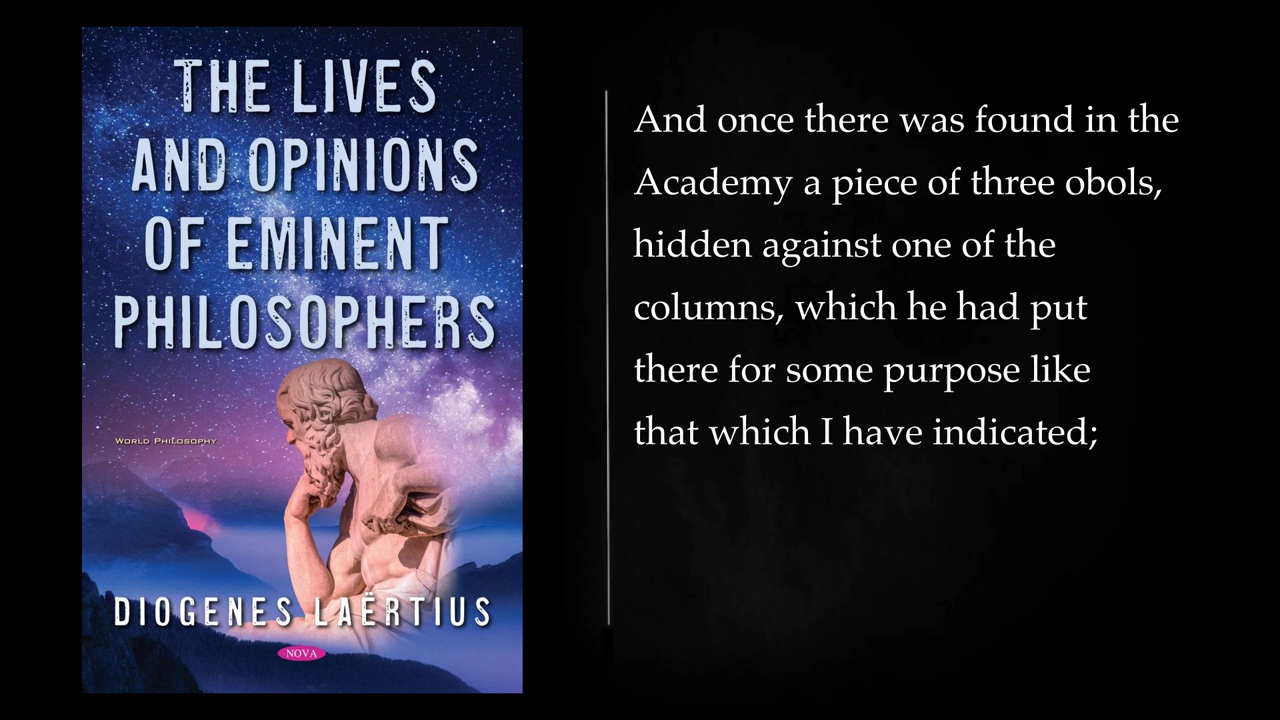 THE LIVES
AND OPINIONS
OF EMINENT
PHILOSOPHERS
WORLD PHILOSOPHY
DIOGENES LAËRTIUS
NOVA
And once there was found in the
Academy a piece of three obols,
hidden against one of the
columns, which he had put
there for some purpose like
that which I have indicated;